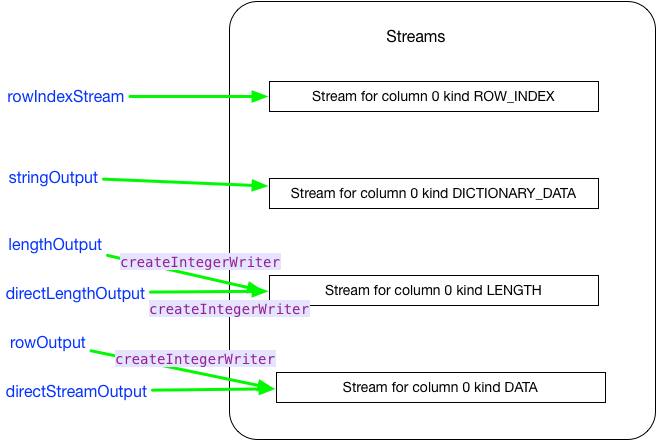 Streams
rowIndexStream
Stream for column 0 kind ROW_INDEX
stringOutput
Stream for column 0 kind DICTIONARY_DATA
lengthOutput
createIntegerWriter
directLengthOutput
Stream for column 0 kind LENGTH
createIntegerWriter
rowOutput
createIntegerWriter
directStreamOutput
Stream for column 0 kind DATA